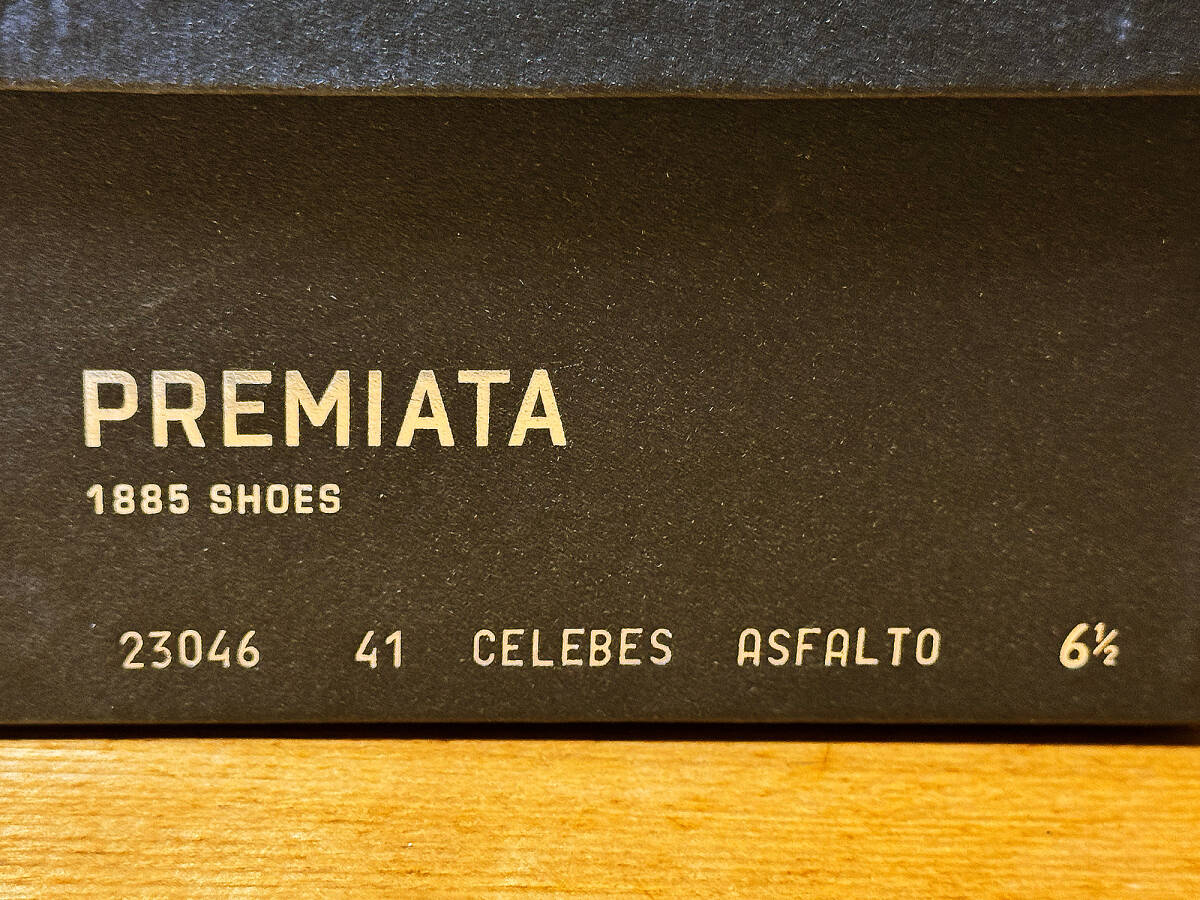 PREMIATA
1885 SHOES
23046 41 CELEBES ASFALTO 6½